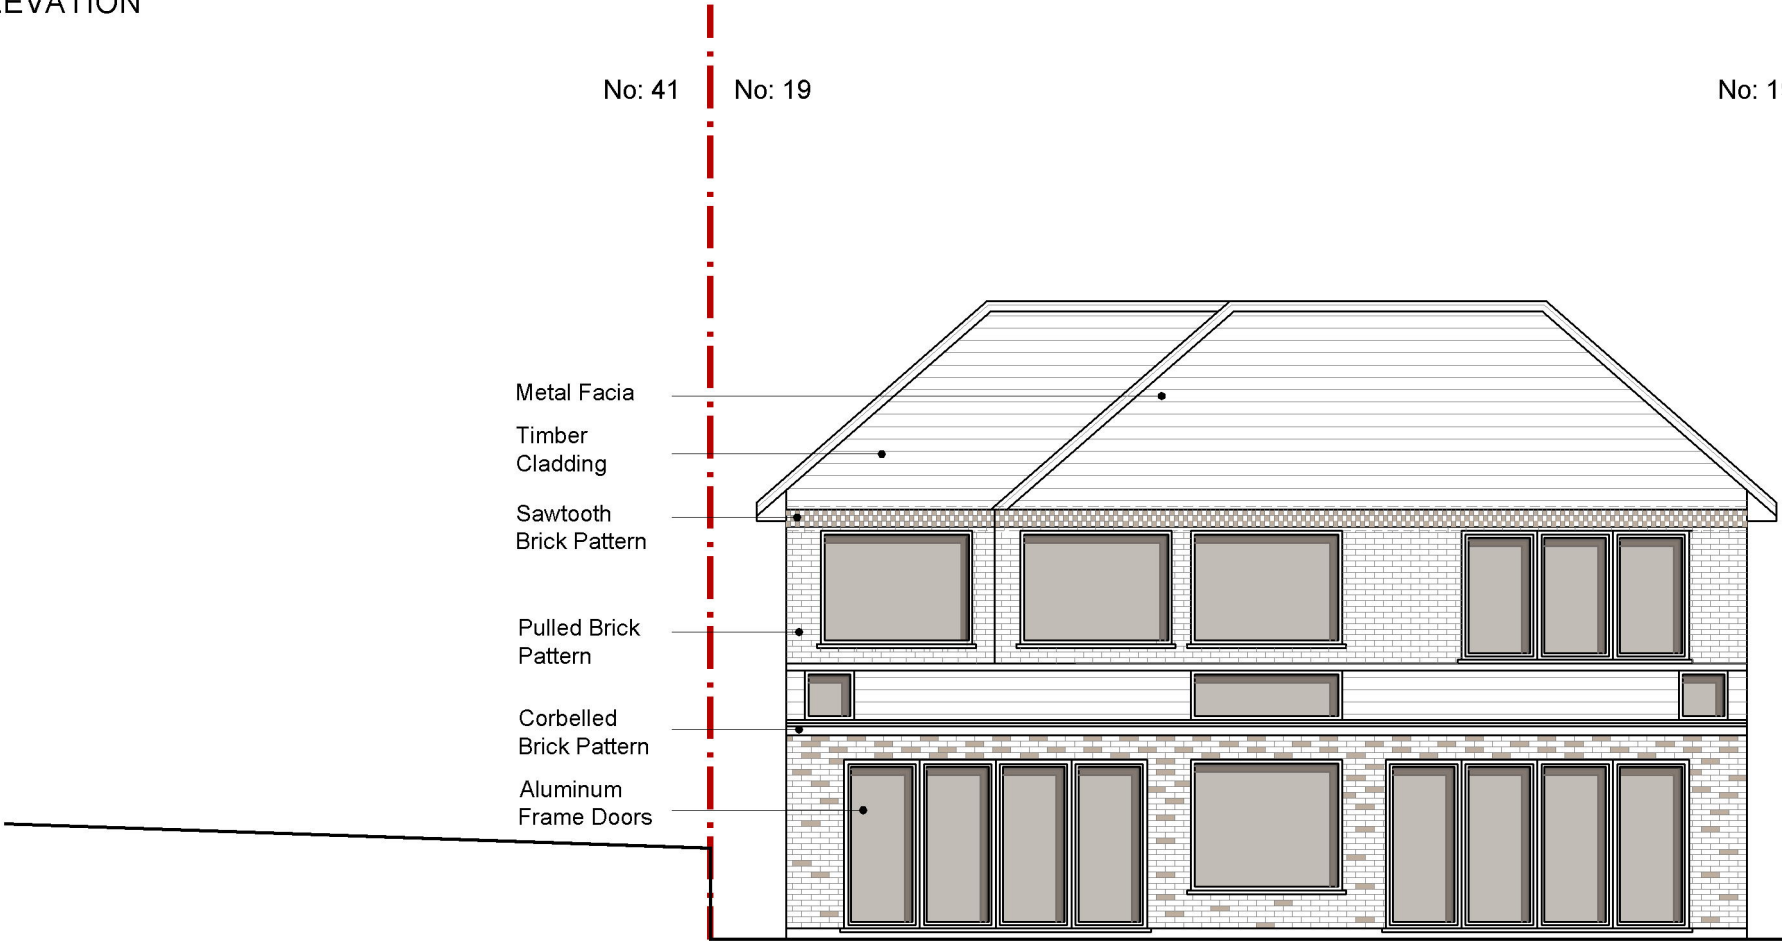 No: 41
No: 19
Metal Facia
Timber
Cladding
Sawtooth
Brick Pattern
Pulled Brick
Pattern
Corbelled
Brick Pattern
Aluminum
Frame Doors